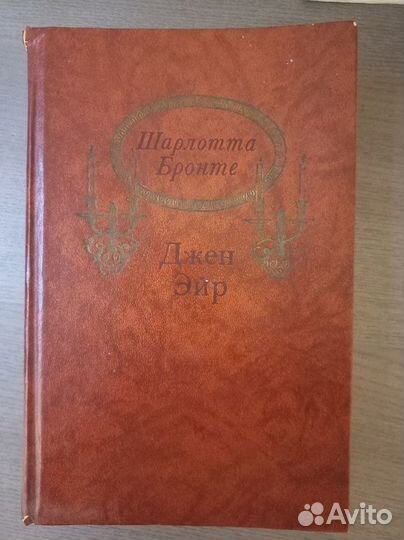 Шарлотта
Бронте
Джен
Эйр
Avito